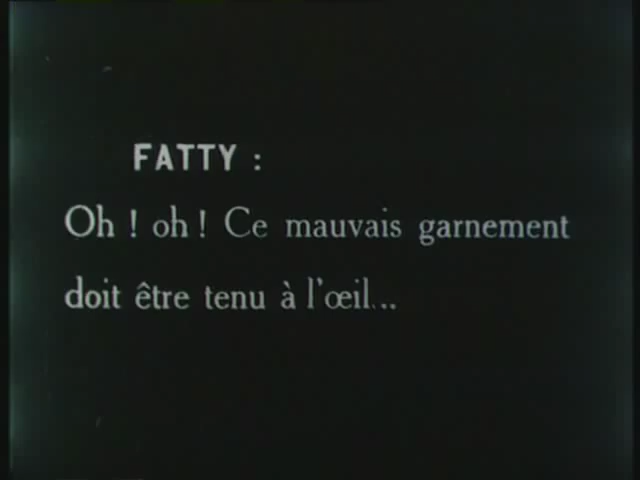 FATTY :
Oh ! oh ! Ce mauvais garnement
doit être tenu à l'œil...